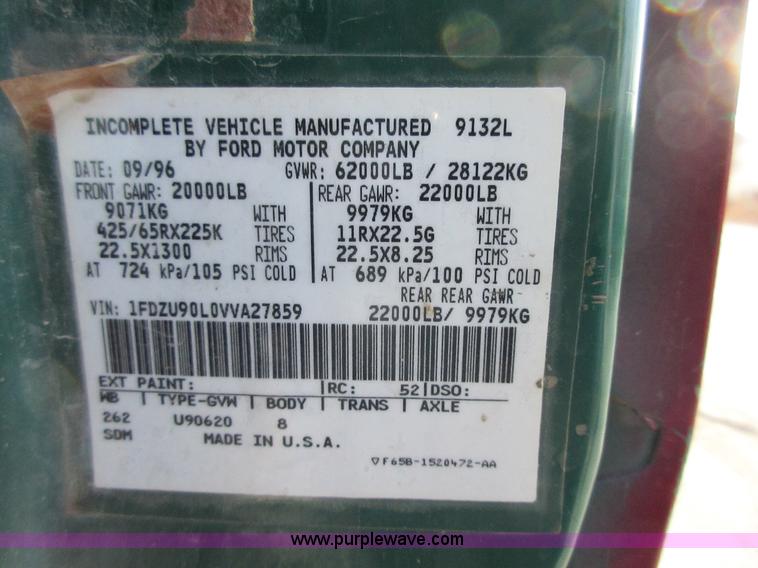 INCOMPLETE VEHICLE MANUFACTURED 9132L
BY FORD MOTOR COMPANY
DATE: 09/96 GVWR: 62000LB / 28122KG
FRONT GAWR: 20000LB REAR GAWR: 22000LB
9071KG WITH 9979KG WITH
425/65RX225K TIRES 11RX22.5G TIRES
22.5X1300 RIMS 22.5X8.25 RIMS
AT 724 kPa/105 PSI COLD AT 689 kPa/100 PSI COLD
REAR REAR GAWR
VIN: 1FDZU90L0VVA27859 22000LB/ 9979KG
EXT PAINT: RC: 52 DSO:
WB TYPE-GVW BODY TRANS AXLE
262 U90620 8
SDM MADE IN U.S.A.
F65B-1520472-AA
www.purplewave.com